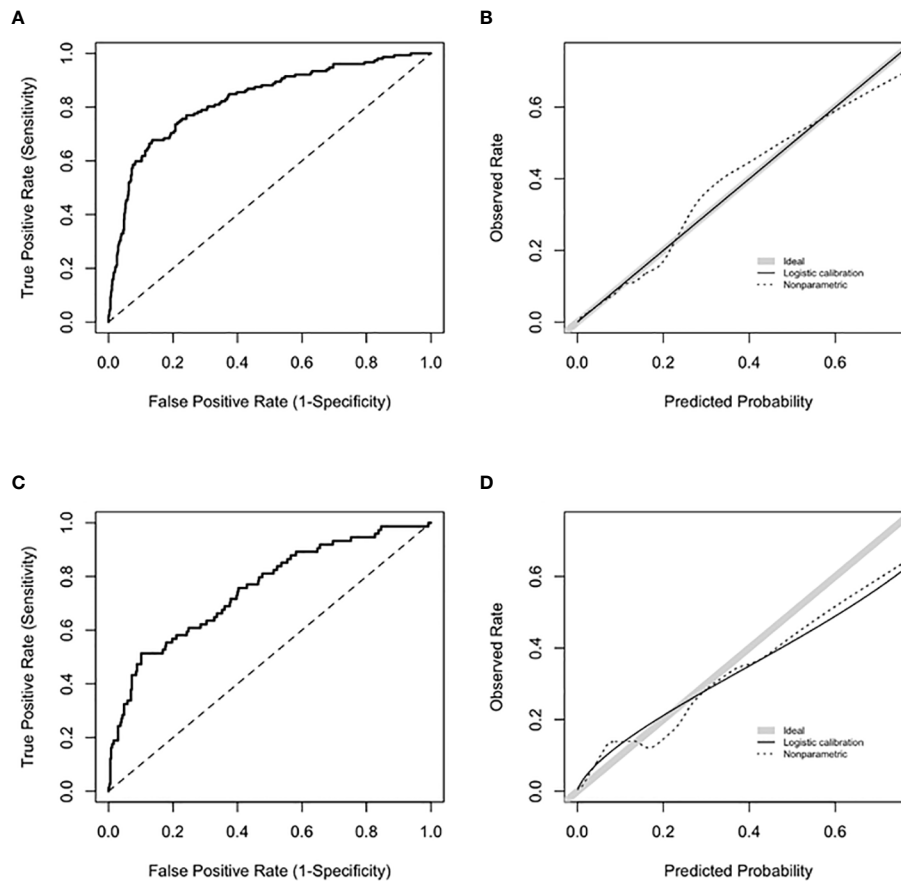 A
B
True Positive Rate (Sensitivity)
0.0 0.2 0.4 0.6 0.8 1.0
0.0 0.2 0.4 0.6 0.8 1.0
False Positive Rate (1-Specificity)
Observed Rate
0.0 0.2 0.4 0.6
Ideal
Logistic calibration
Nonparametric
0.0 0.2 0.4 0.6
Predicted Probability
C
D
True Positive Rate (Sensitivity)
0.0 0.2 0.4 0.6 0.8 1.0
0.0 0.2 0.4 0.6 0.8 1.0
False Positive Rate (1-Specificity)
Observed Rate
0.0 0.2 0.4 0.6
Ideal
Logistic calibration
Nonparametric
0.0 0.2 0.4 0.6
Predicted Probability